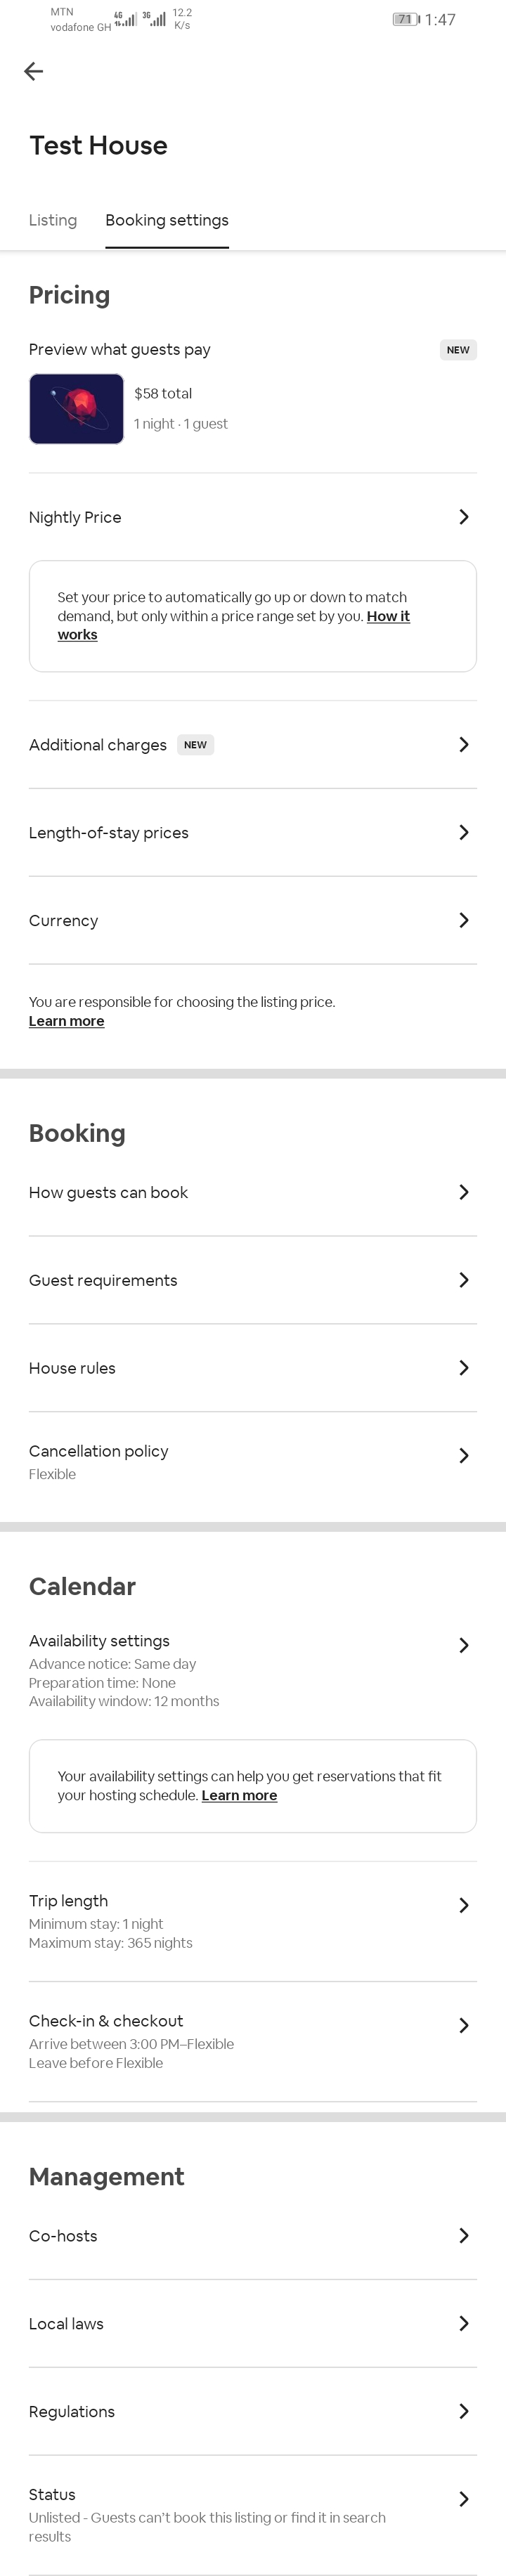 MTN
vodafone GH
4G
3G
12.2
K/s
71
1:47
Test House
Listing
Booking settings
Pricing
Preview what guests pay
NEW
$58 total
1 night · 1 guest
Nightly Price
Set your price to automatically go up or down to match
demand, but only within a price range set by you. How it
works
Additional charges NEW
Length-of-stay prices
Currency
You are responsible for choosing the listing price.
Learn more
Booking
How guests can book
Guest requirements
House rules
Cancellation policy
Flexible
Calendar
Availability settings
Advance notice: Same day
Preparation time: None
Availability window: 12 months
Your availability settings can help you get reservations that fit
your hosting schedule. Learn more
Trip length
Minimum stay: 1 night
Maximum stay: 365 nights
Check-in & checkout
Arrive between 3:00 PM–Flexible
Leave before Flexible
Management
Co-hosts
Local laws
Regulations
Status
Unlisted - Guests can’t book this listing or find it in search
results